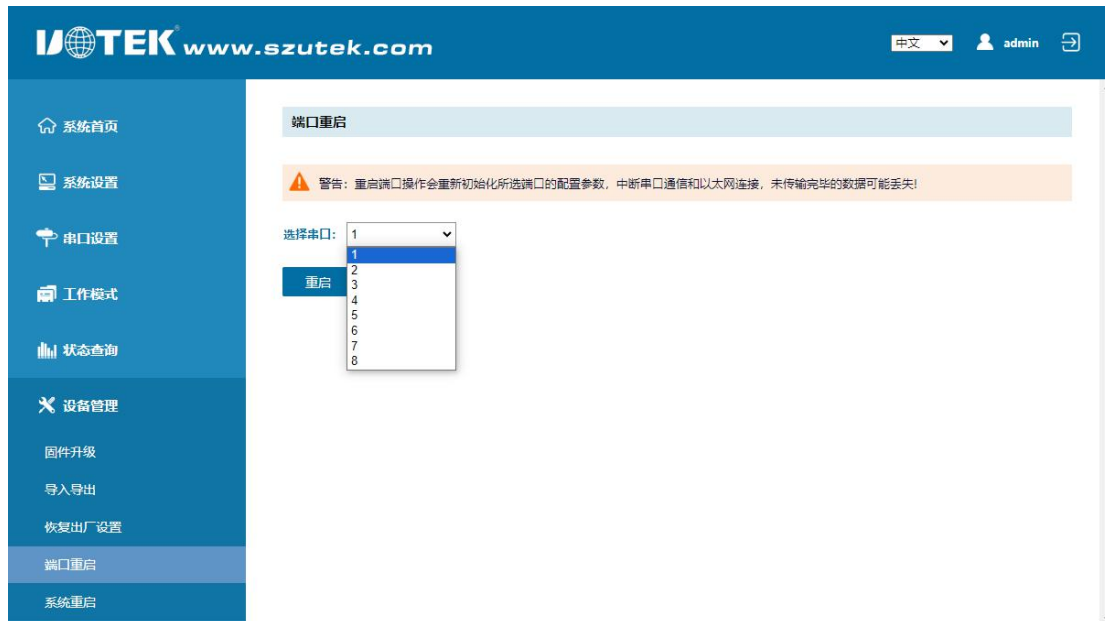 UOTEK® www.szutek.com
中文
admin
系统首页
系统设置
串口设置
工作模式
状态查询
设备管理
固件升级
导入导出
恢复出厂设置
端口重启
系统重启
端口重启
警告：重启端口操作会重新初始化所选端口的配置参数，中断串口通信和以太网连接，未传输完毕的数据可能丢失!
选择串口： 1
1
2
3
4
5
6
7
8
重启